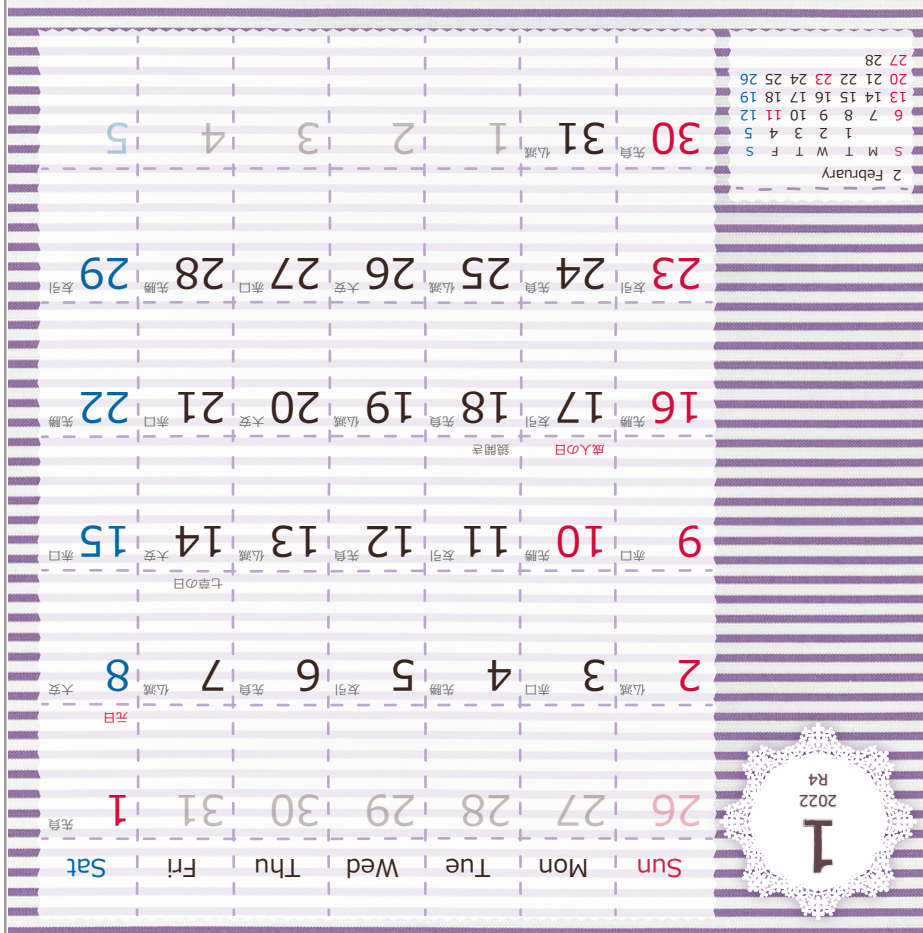 1
2022
R4
Sun Mon Tue Wed Thu Fri Sat
26 27 28 29 30 31 1 先負
元日
2 仏滅 3 赤口 4 先勝 5 友引 6 先負 7 仏滅 8 大安
七草の日
9 赤口 10 先勝 11 友引 12 先負 13 仏滅 14 大安 15 赤口
成人の日 鏡開き
16 先勝 17 友引 18 先負 19 仏滅 20 大安 21 赤口 22 先勝
23 友引 24 先負 25 仏滅 26 大安 27 赤口 28 先勝 29 友引
30 先負 31 仏滅 1 2 3 4 5
2 February
S M T W T F S
1 2 3 4 5
6 7 8 9 10 11 12
13 14 15 16 17 18 19
20 21 22 23 24 25 26
27 28